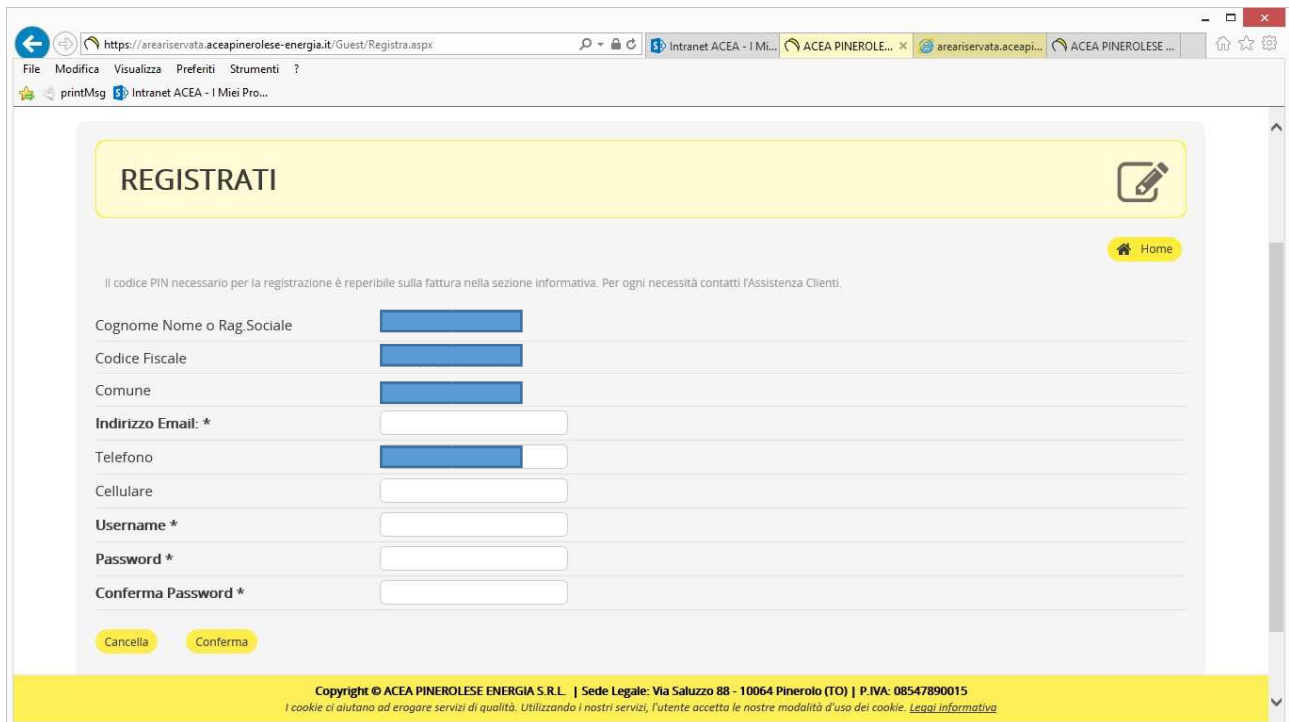 https://areariservata.aceapinerolese-energia.it/Guest/Registra.aspx
Intranet ACEA - I Mi...
ACEA PINEROLE...
areariservata.aceapi...
ACEA PINEROLESE ...
File Modifica Visualizza Preferiti Strumenti ?
printMsg Intranet ACEA - I Miei Pro...
REGISTRATI
Home
Il codice PIN necessario per la registrazione è reperibile sulla fattura nella sezione informativa. Per ogni necessità contatti l'Assistenza Clienti.
Cognome Nome o Rag.Sociale
Codice Fiscale
Comune
Indirizzo Email: *
Telefono
Cellulare
Username *
Password *
Conferma Password *
Cancella Conferma
Copyright © ACEA PINEROLESE ENERGIA S.R.L. | Sede Legale: Via Saluzzo 88 - 10064 Pinerolo (TO) | P.IVA: 08547890015
I cookie ci aiutano ad erogare servizi di qualità. Utilizzando i nostri servizi, l'utente accetta le nostre modalità d'uso dei cookie. Leggi informativa